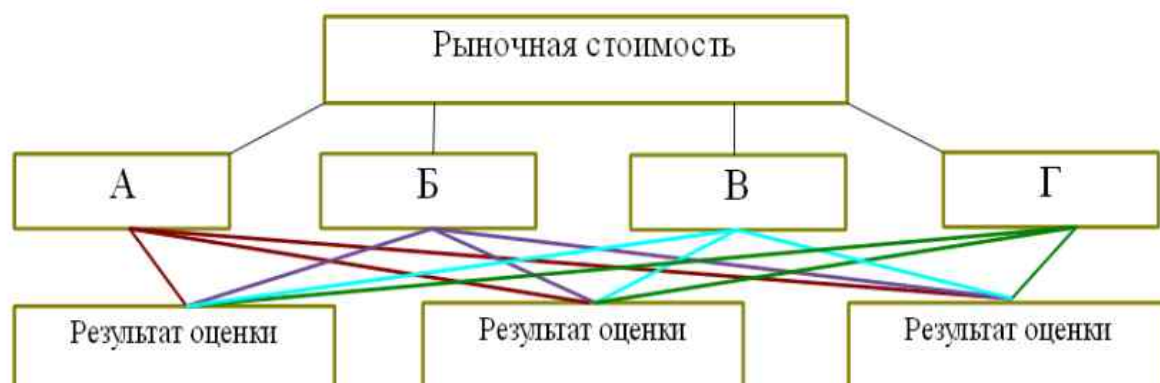 Рыночная стоимость
А
Б
В
Г
Результат оценки
Результат оценки
Результат оценки